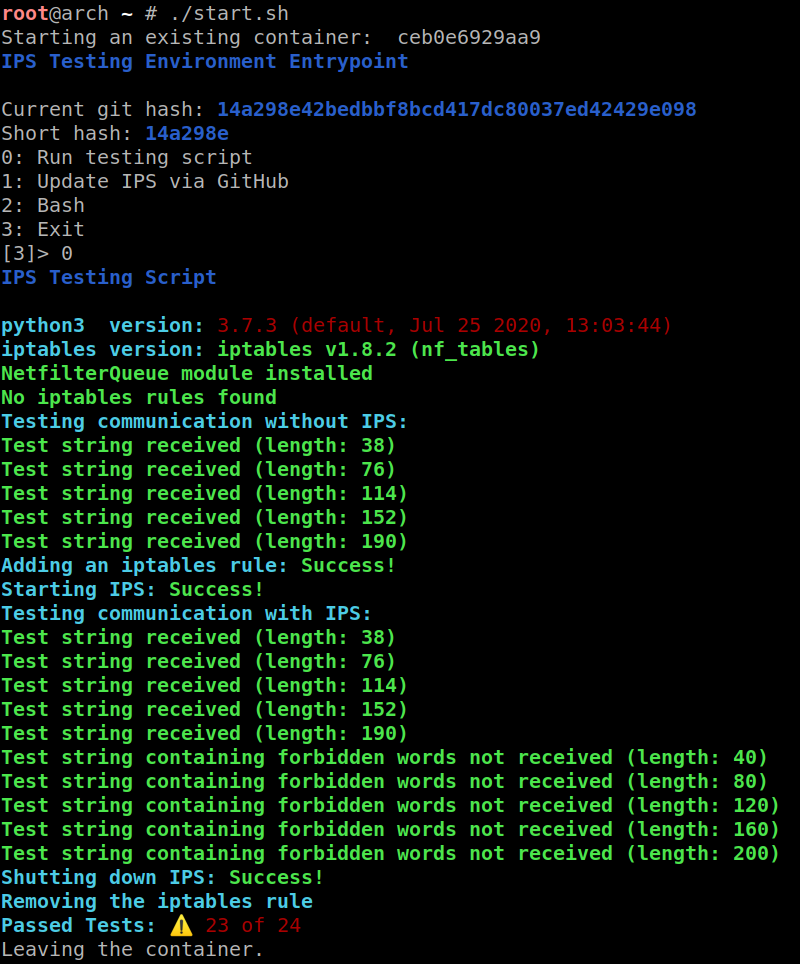 root@arch ~ # ./start.sh
Starting an existing container:  ceb0e6929aa9
IPS Testing Environment Entrypoint
Current git hash: 14a298e42bedbbf8bcd417dc80037ed42429e098
Short hash: 14a298e
0: Run testing script
1: Update IPS via GitHub
2: Bash
3: Exit
[3]> 0
IPS Testing Script
python3  version: 3.7.3 (default, Jul 25 2020, 13:03:44)
iptables version: iptables v1.8.2 (nf_tables)
NetfilterQueue module installed
No iptables rules found
Testing communication without IPS:
Test string received (length: 38)
Test string received (length: 76)
Test string received (length: 114)
Test string received (length: 152)
Test string received (length: 190)
Adding an iptables rule: Success!
Starting IPS: Success!
Testing communication with IPS:
Test string received (length: 38)
Test string received (length: 76)
Test string received (length: 114)
Test string received (length: 152)
Test string received (length: 190)
Test string containing forbidden words not received (length: 40)
Test string containing forbidden words not received (length: 80)
Test string containing forbidden words not received (length: 120)
Test string containing forbidden words not received (length: 160)
Test string containing forbidden words not received (length: 200)
Shutting down IPS: Success!
Removing the iptables rule
Passed Tests: ⚠️ 23 of 24
Leaving the container.